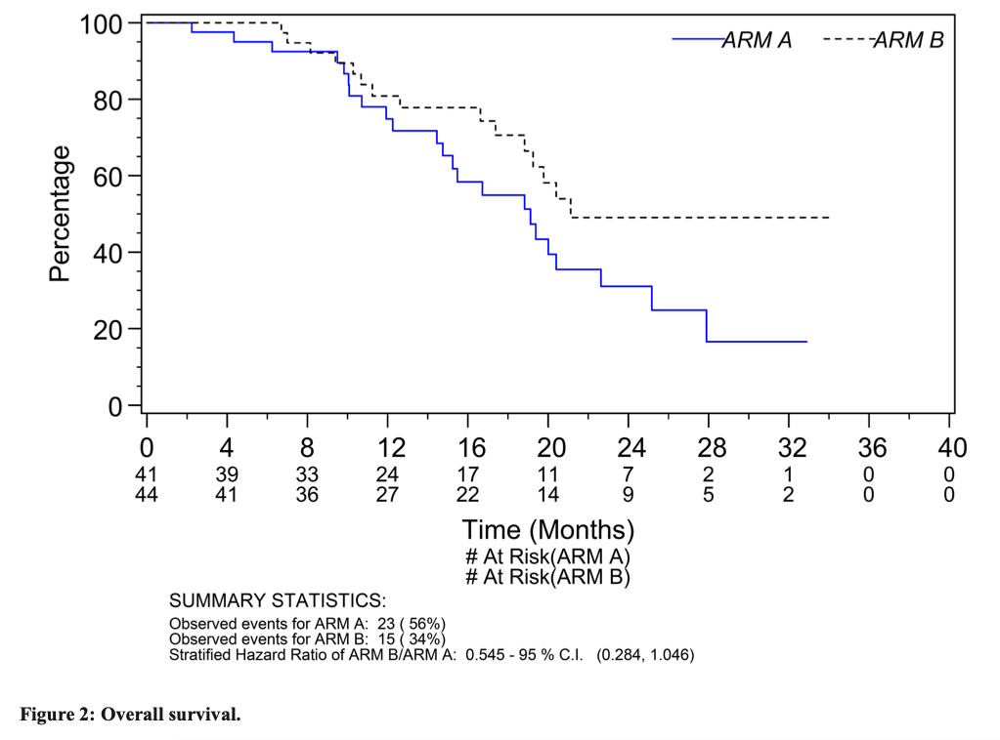 100
80
60
40
20
0
Percentage
ARM A ARM B
0 4 8 12 16 20 24 28 32 36 40
41 39 33 24 17 11 7 2 1 0 0
44 41 36 27 22 14 9 5 2 0 0
Time (Months)
# At Risk(ARM A)
# At Risk(ARM B)
SUMMARY STATISTICS:
Observed events for ARM A: 23 ( 56%)
Observed events for ARM B: 15 ( 34%)
Stratified Hazard Ratio of ARM B/ARM A: 0.545 - 95 % C.I. (0.284, 1.046)
Figure 2: Overall survival.